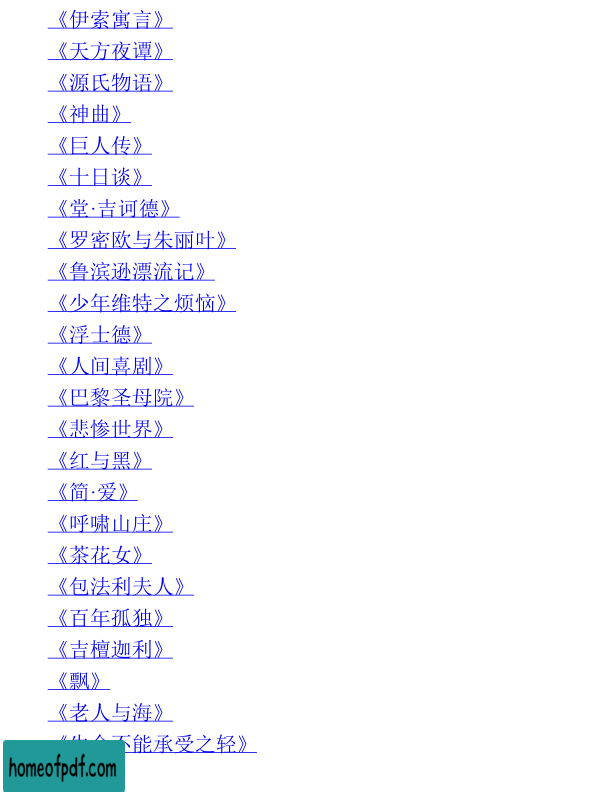 《伊索寓言》
《天方夜谭》
《源氏物语》
《神曲》
《巨人传》
《十日谈》
《堂·吉诃德》
《罗密欧与朱丽叶》
《鲁滨逊漂流记》
《少年维特之烦恼》
《浮士德》
《人间喜剧》
《巴黎圣母院》
《悲惨世界》
《红与黑》
《简·爱》
《呼啸山庄》
《茶花女》
《包法利夫人》
《百年孤独》
《吉檀迦利》
《飘》
《老人与海》
不能承受之轻》
homeofpdf.com